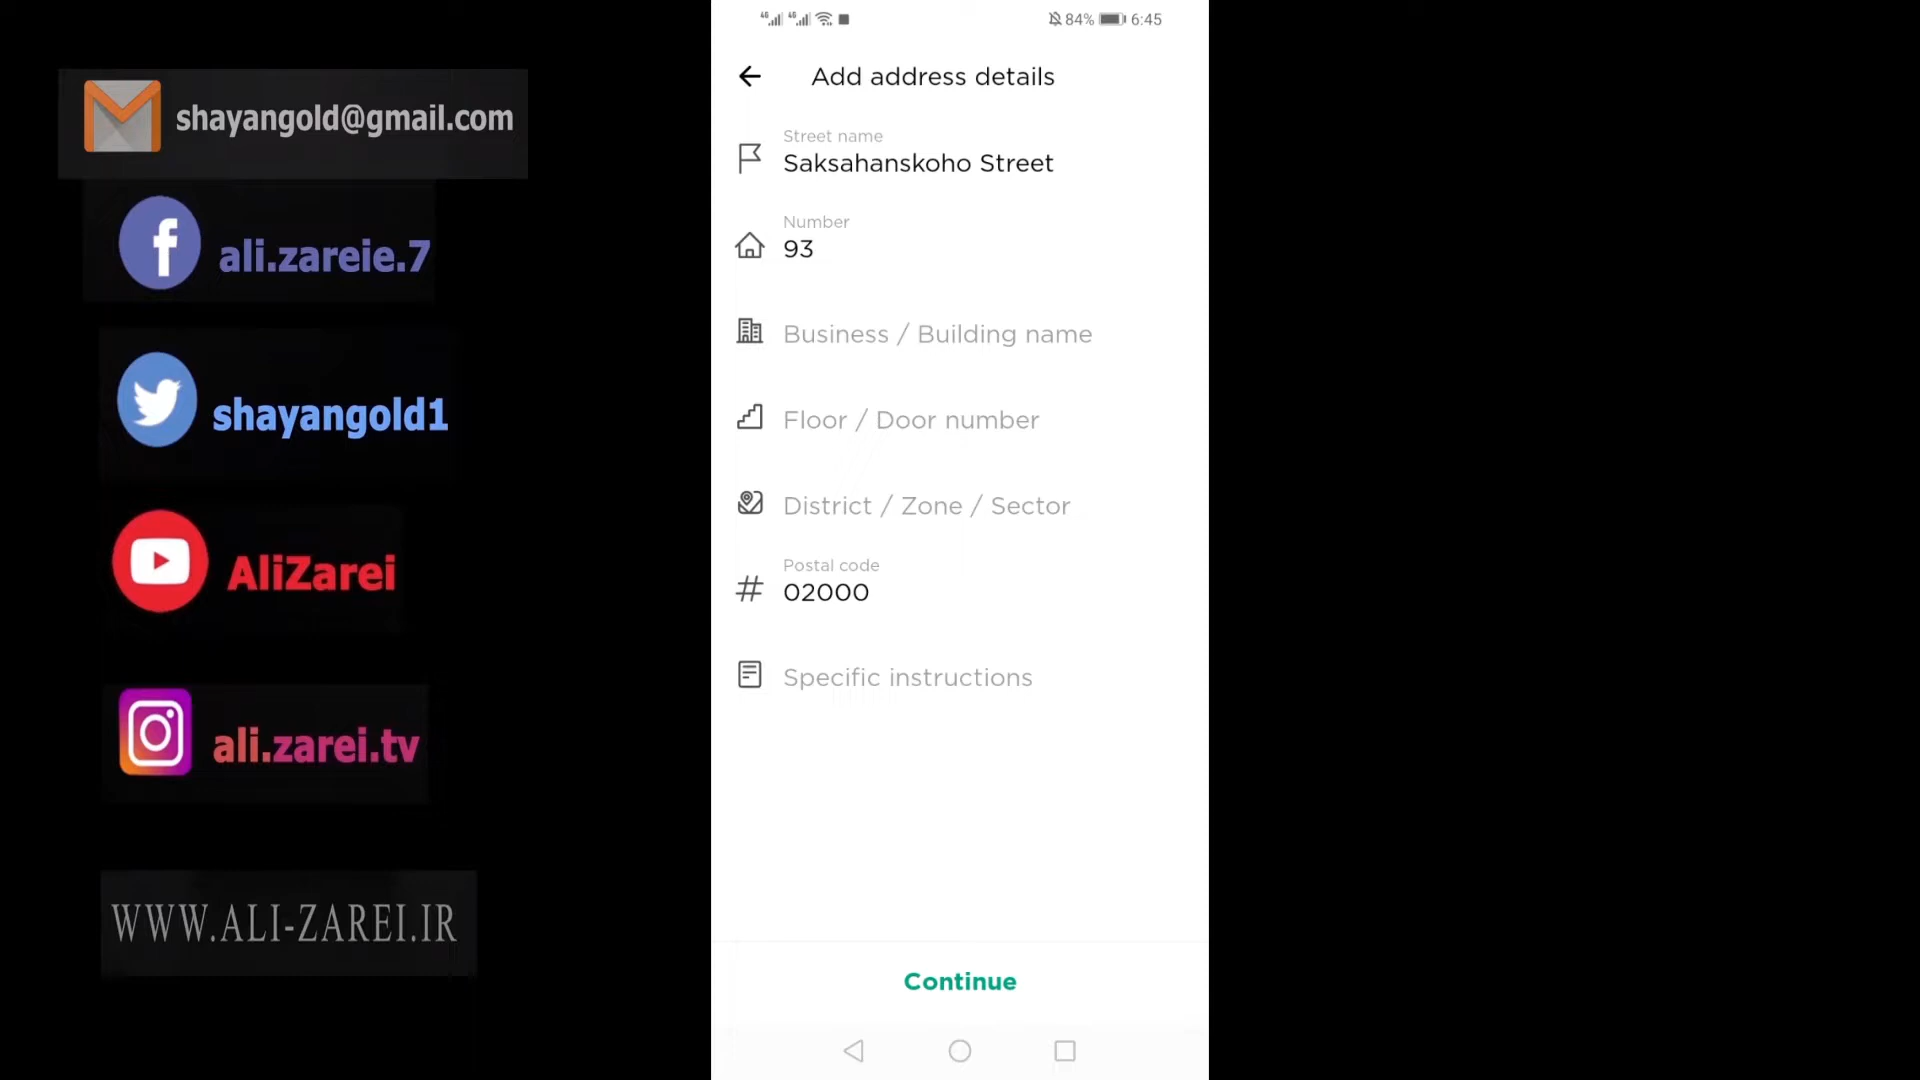 shayangold@gmail.com
ali.zareie.7
shayangold1
AliZarei
ali.zarei.tv
WWW.ALI-ZAREI.IR
4G 4G 84% 6:45
Add address details
Street name
Saksahanskoho Street
Number
93
Business / Building name
Floor / Door number
District / Zone / Sector
Postal code
02000
Specific instructions
Continue